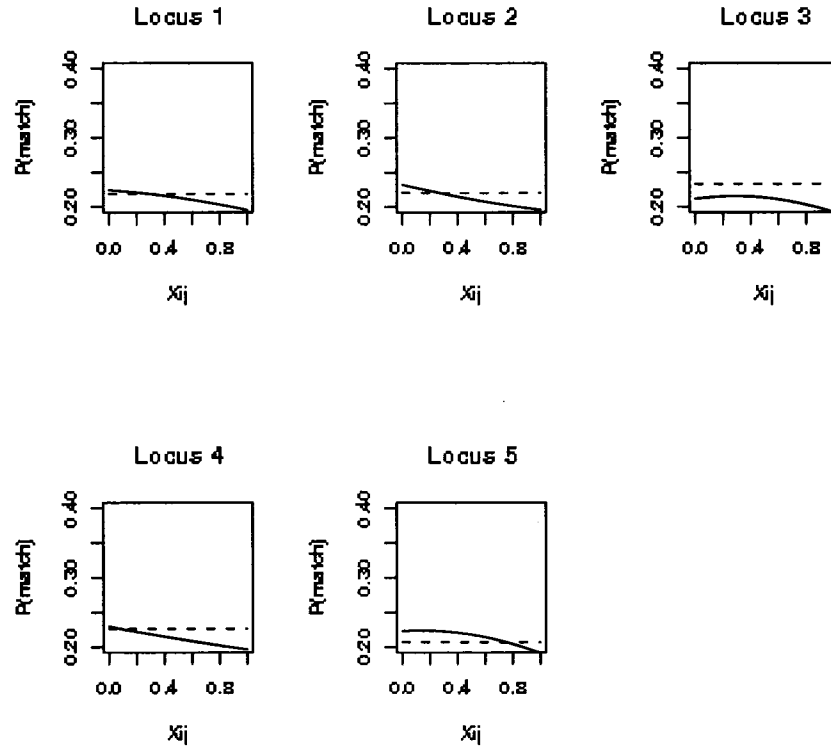 Locus 1
P(match)
0.20 0.30 0.40
0.0 0.4 0.8
Xij
Locus 2
P(match)
0.20 0.30 0.40
0.0 0.4 0.8
Xij
Locus 3
P(match)
0.20 0.30 0.40
0.0 0.4 0.8
Xij
Locus 4
P(match)
0.20 0.30 0.40
0.0 0.4 0.8
Xij
Locus 5
P(match)
0.20 0.30 0.40
0.0 0.4 0.8
Xij